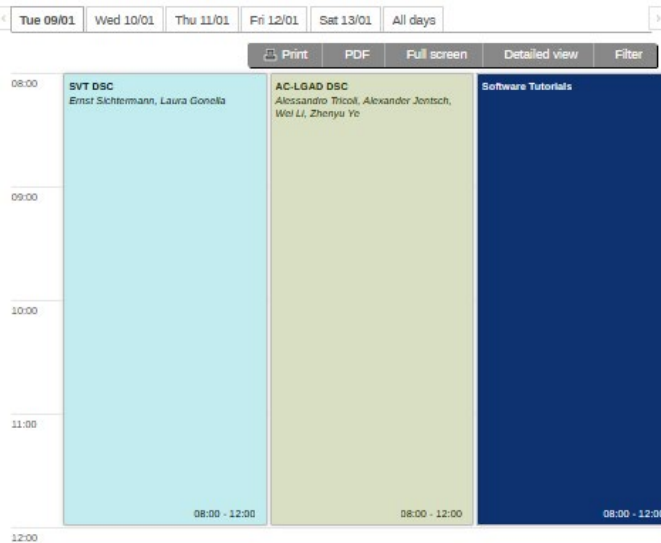 Tue 09/01 Wed 10/01 Thu 11/01 Fri 12/01 Sat 13/01 All days
Print PDF Full screen Detailed view Filter
08:00
SVT DSC
Ernst Sichtermann, Laura Gonella
AC-LGAD DSC
Alessandro Tricoli, Alexander Jentsch,
Wei Li, Zhenyu Ye
Software Tutorials
09:00
10:00
11:00
08:00 - 12:00
08:00 - 12:00
08:00 - 12:00
12:00